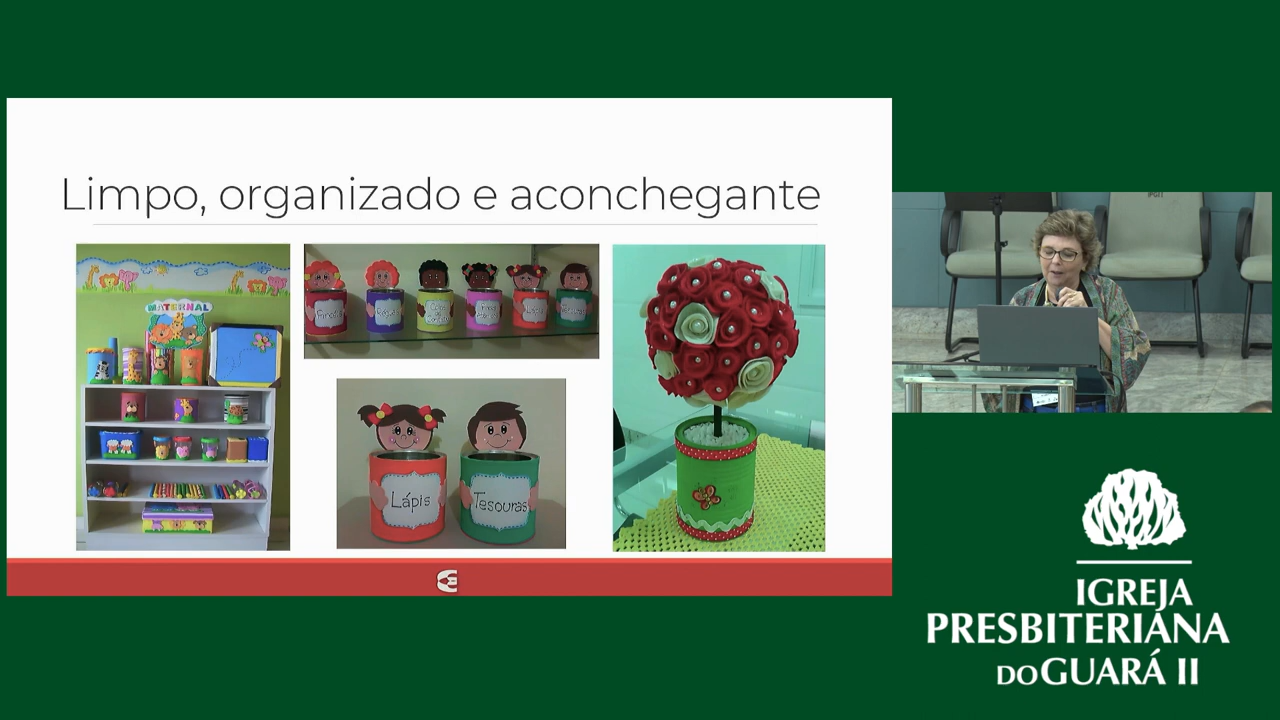 Limpo, organizado e aconchegante
MATERNAL
Lápis
Tesouras
IGREJA
PRESBITERIANA
DO GUARÁ II